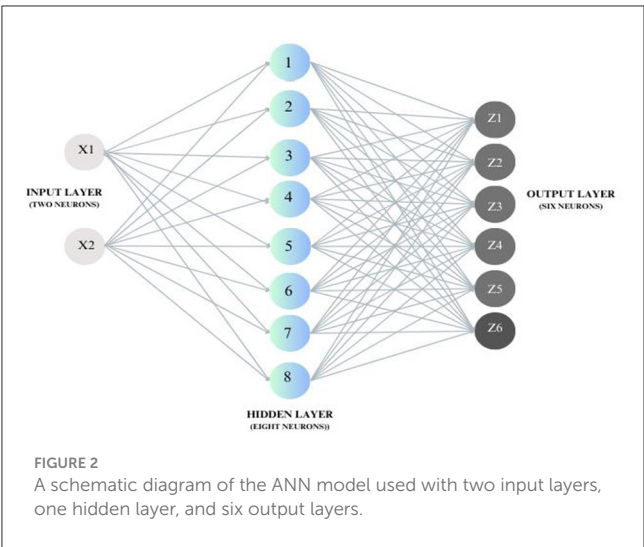 X1
X2
INPUT LAYER
(TWO NEURONS)
1
2
3
4
5
6
7
8
HIDDEN LAYER
(EIGHT NEURONS))
Z1
Z2
Z3
Z4
Z5
Z6
OUTPUT LAYER
(SIX NEURONS)
FIGURE 2
A schematic diagram of the ANN model used with two input layers,
one hidden layer, and six output layers.